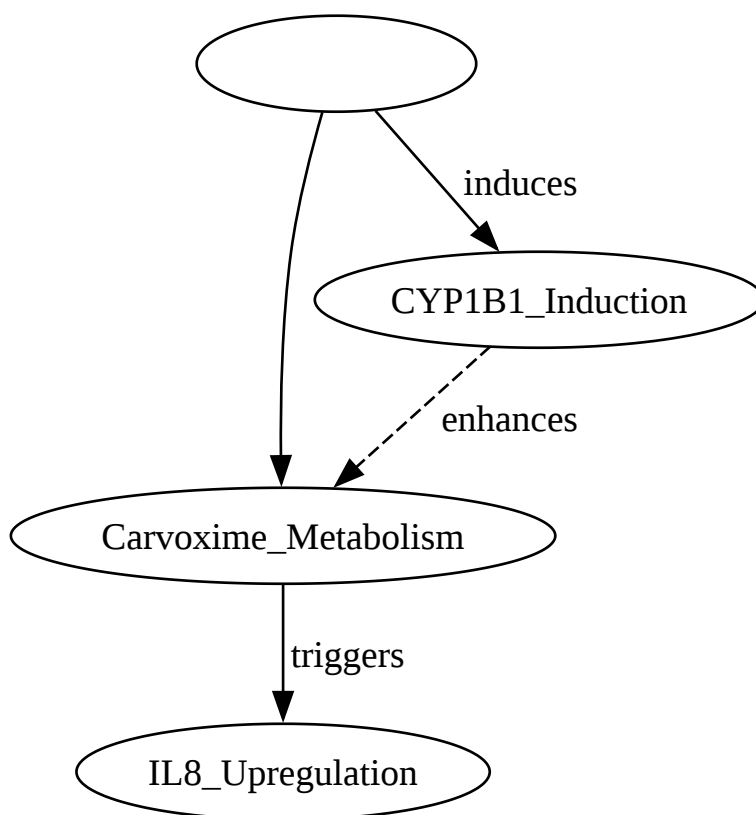 induces
CYP1B1_Induction
enhances
Carvoxime_Metabolism
triggers
IL8_Upregulation